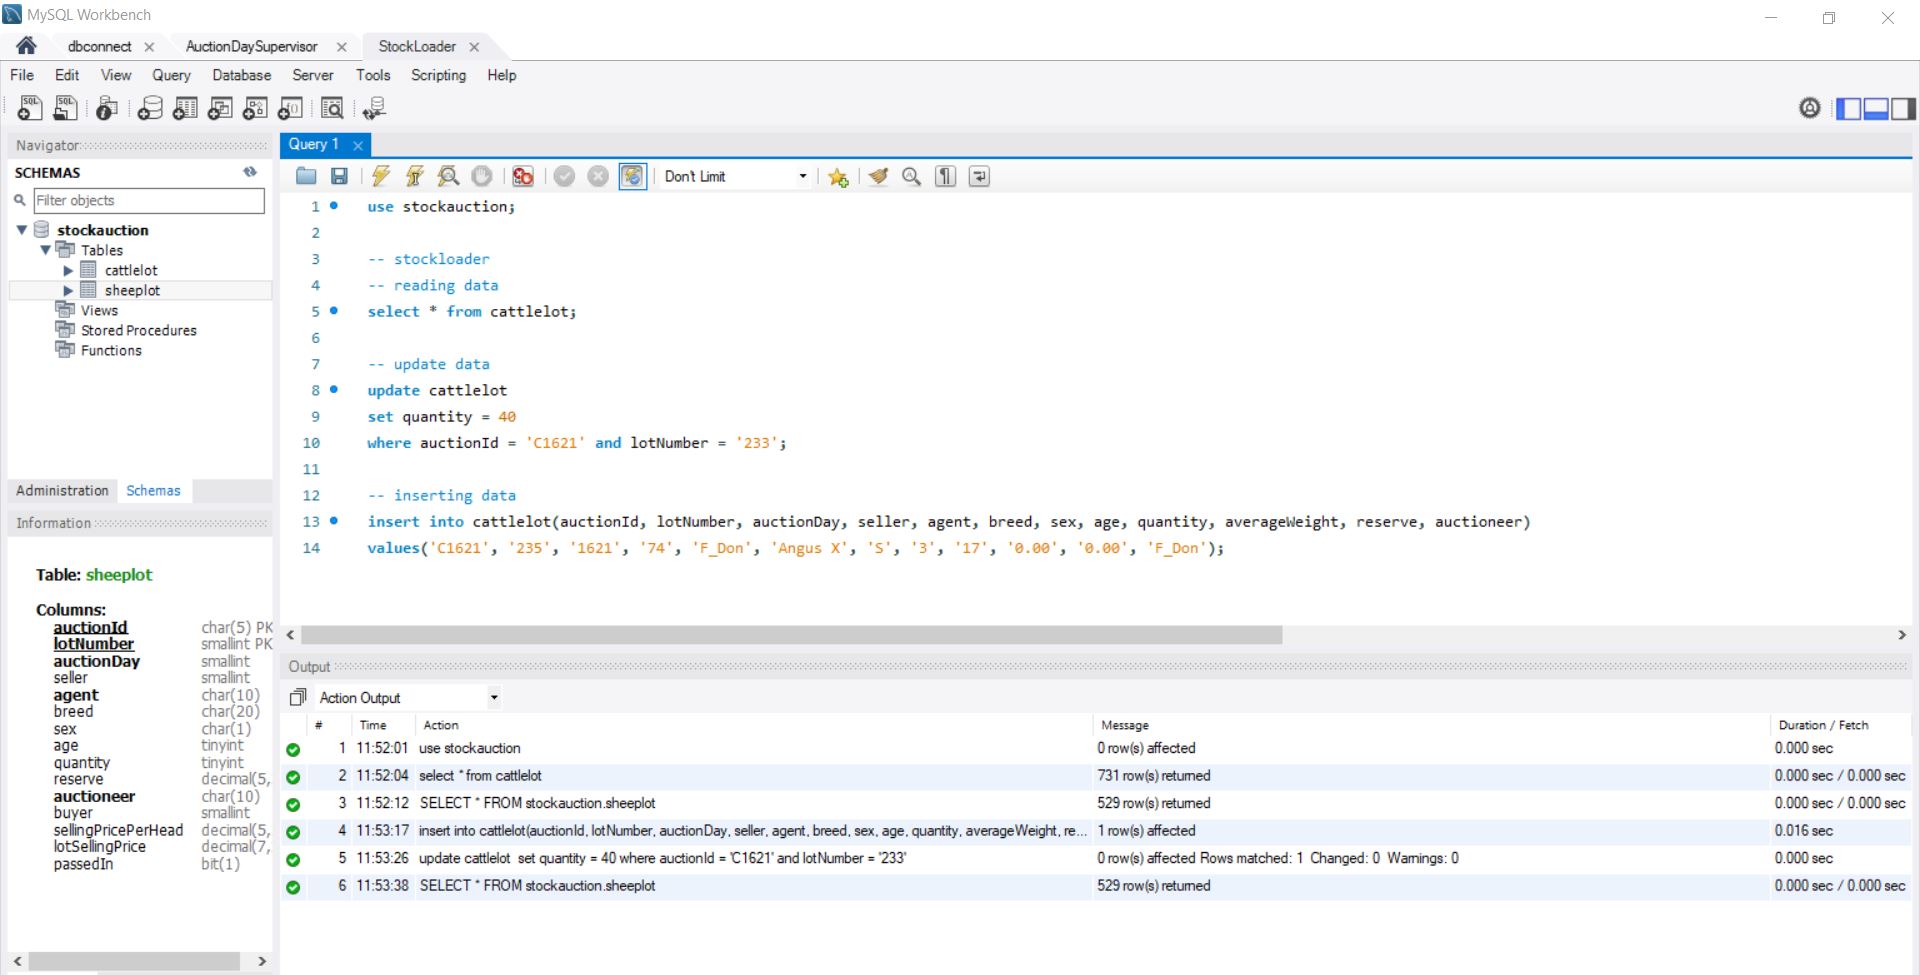 MySQL Workbench
dbconnect AuctionDaySupervisor StockLoader
File Edit View Query Database Server Tools Scripting Help
Navigator
SCHEMAS
Filter objects
stockauction
Tables
cattlelot
sheeplot
Views
Stored Procedures
Functions
Administration Schemas
Information
Table: sheeplot
Columns:
auctionId char(5) PK
lotNumber smallint PK
auctionDay smallint
seller smallint
agent char(10)
breed char(20)
sex char(1)
age tinyint
quantity tinyint
reserve decimal(5,
auctioneer char(10)
buyer smallint
sellingPricePerHead decimal(5,
lotSellingPrice decimal(7,
passedIn bit(1)
Query 1
Don't Limit
1 use stockauction;
2
3 -- stockloader
4 -- reading data
5 select * from cattlelot;
6
7 -- update data
8 update cattlelot
9 set quantity = 40
10 where auctionId = 'C1621' and lotNumber = '233';
11
12 -- inserting data
13 insert into cattlelot(auctionId, lotNumber, auctionDay, seller, agent, breed, sex, age, quantity, averageWeight, reserve, auctioneer)
14 values('C1621', '235', '1621', '74', 'F_Don', 'Angus X', 'S', '3', '17', '0.00', '0.00', 'F_Don');
Output
Action Output
# Time Action Message Duration / Fetch
1 11:52:01 use stockauction 0 row(s) affected 0.000 sec
2 11:52:04 select * from cattlelot 731 row(s) returned 0.000 sec / 0.000 sec
3 11:52:12 SELECT * FROM stockauction.sheeplot 529 row(s) returned 0.000 sec / 0.000 sec
4 11:53:17 insert into cattlelot(auctionId, lotNumber, auctionDay, seller, agent, breed, sex, age, quantity, averageWeight, re... 1 row(s) affected 0.016 sec
5 11:53:26 update cattlelot set quantity = 40 where auctionId = 'C1621' and lotNumber = '233' 0 row(s) affected Rows matched: 1 Changed: 0 Warnings: 0 0.000 sec
6 11:53:38 SELECT * FROM stockauction.sheeplot 529 row(s) returned 0.000 sec / 0.000 sec